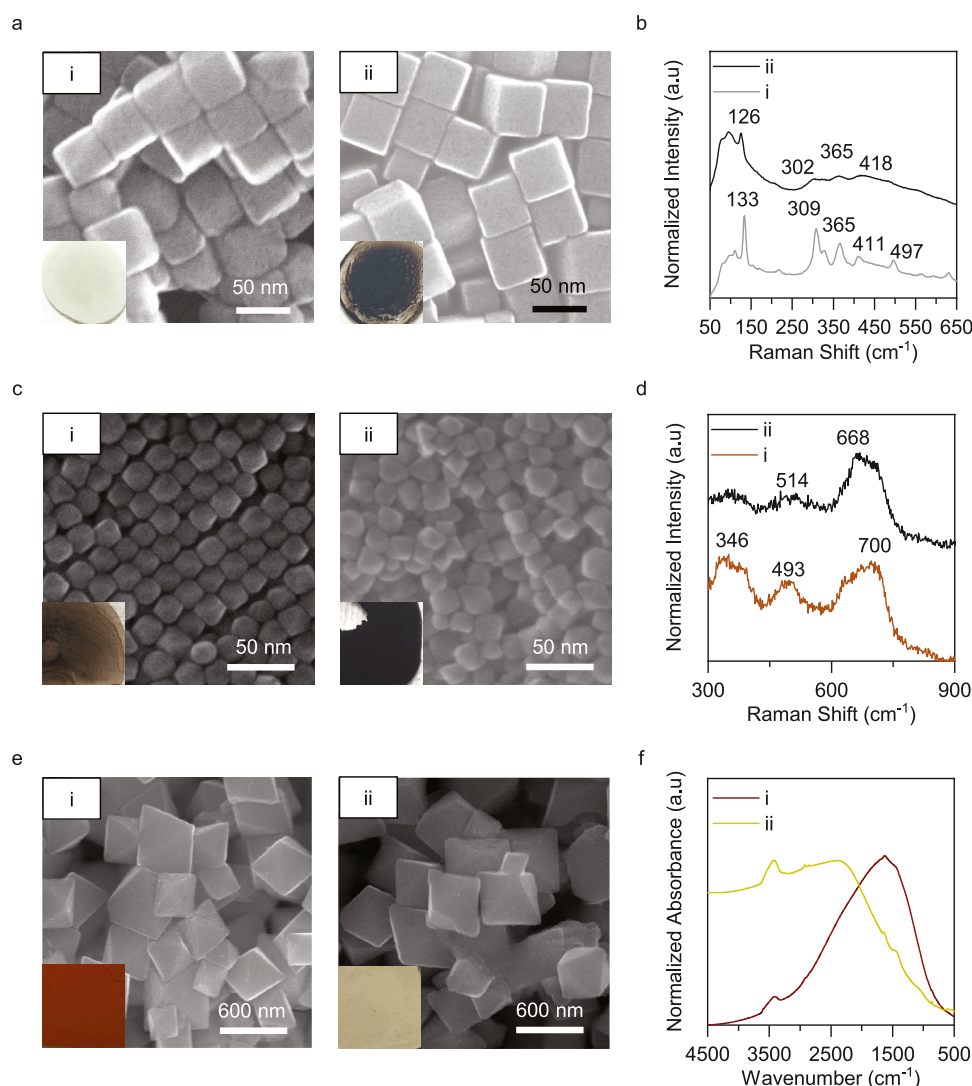 a
i
50 nm
ii
50 nm
b
Normalized Intensity (a.u)
ii
i
126
302
365
418
133
309
365
411
497
50 150 250 350 450 550 650
Raman Shift (cm⁻¹)
c
i
50 nm
ii
50 nm
d
Normalized Intensity (a.u)
ii
i
668
514
346
493
700
300 600 900
Raman Shift (cm⁻¹)
e
i
600 nm
ii
600 nm
f
Normalized Absorbance (a.u)
i
ii
4500 3500 2500 1500 500
Wavenumber (cm⁻¹)